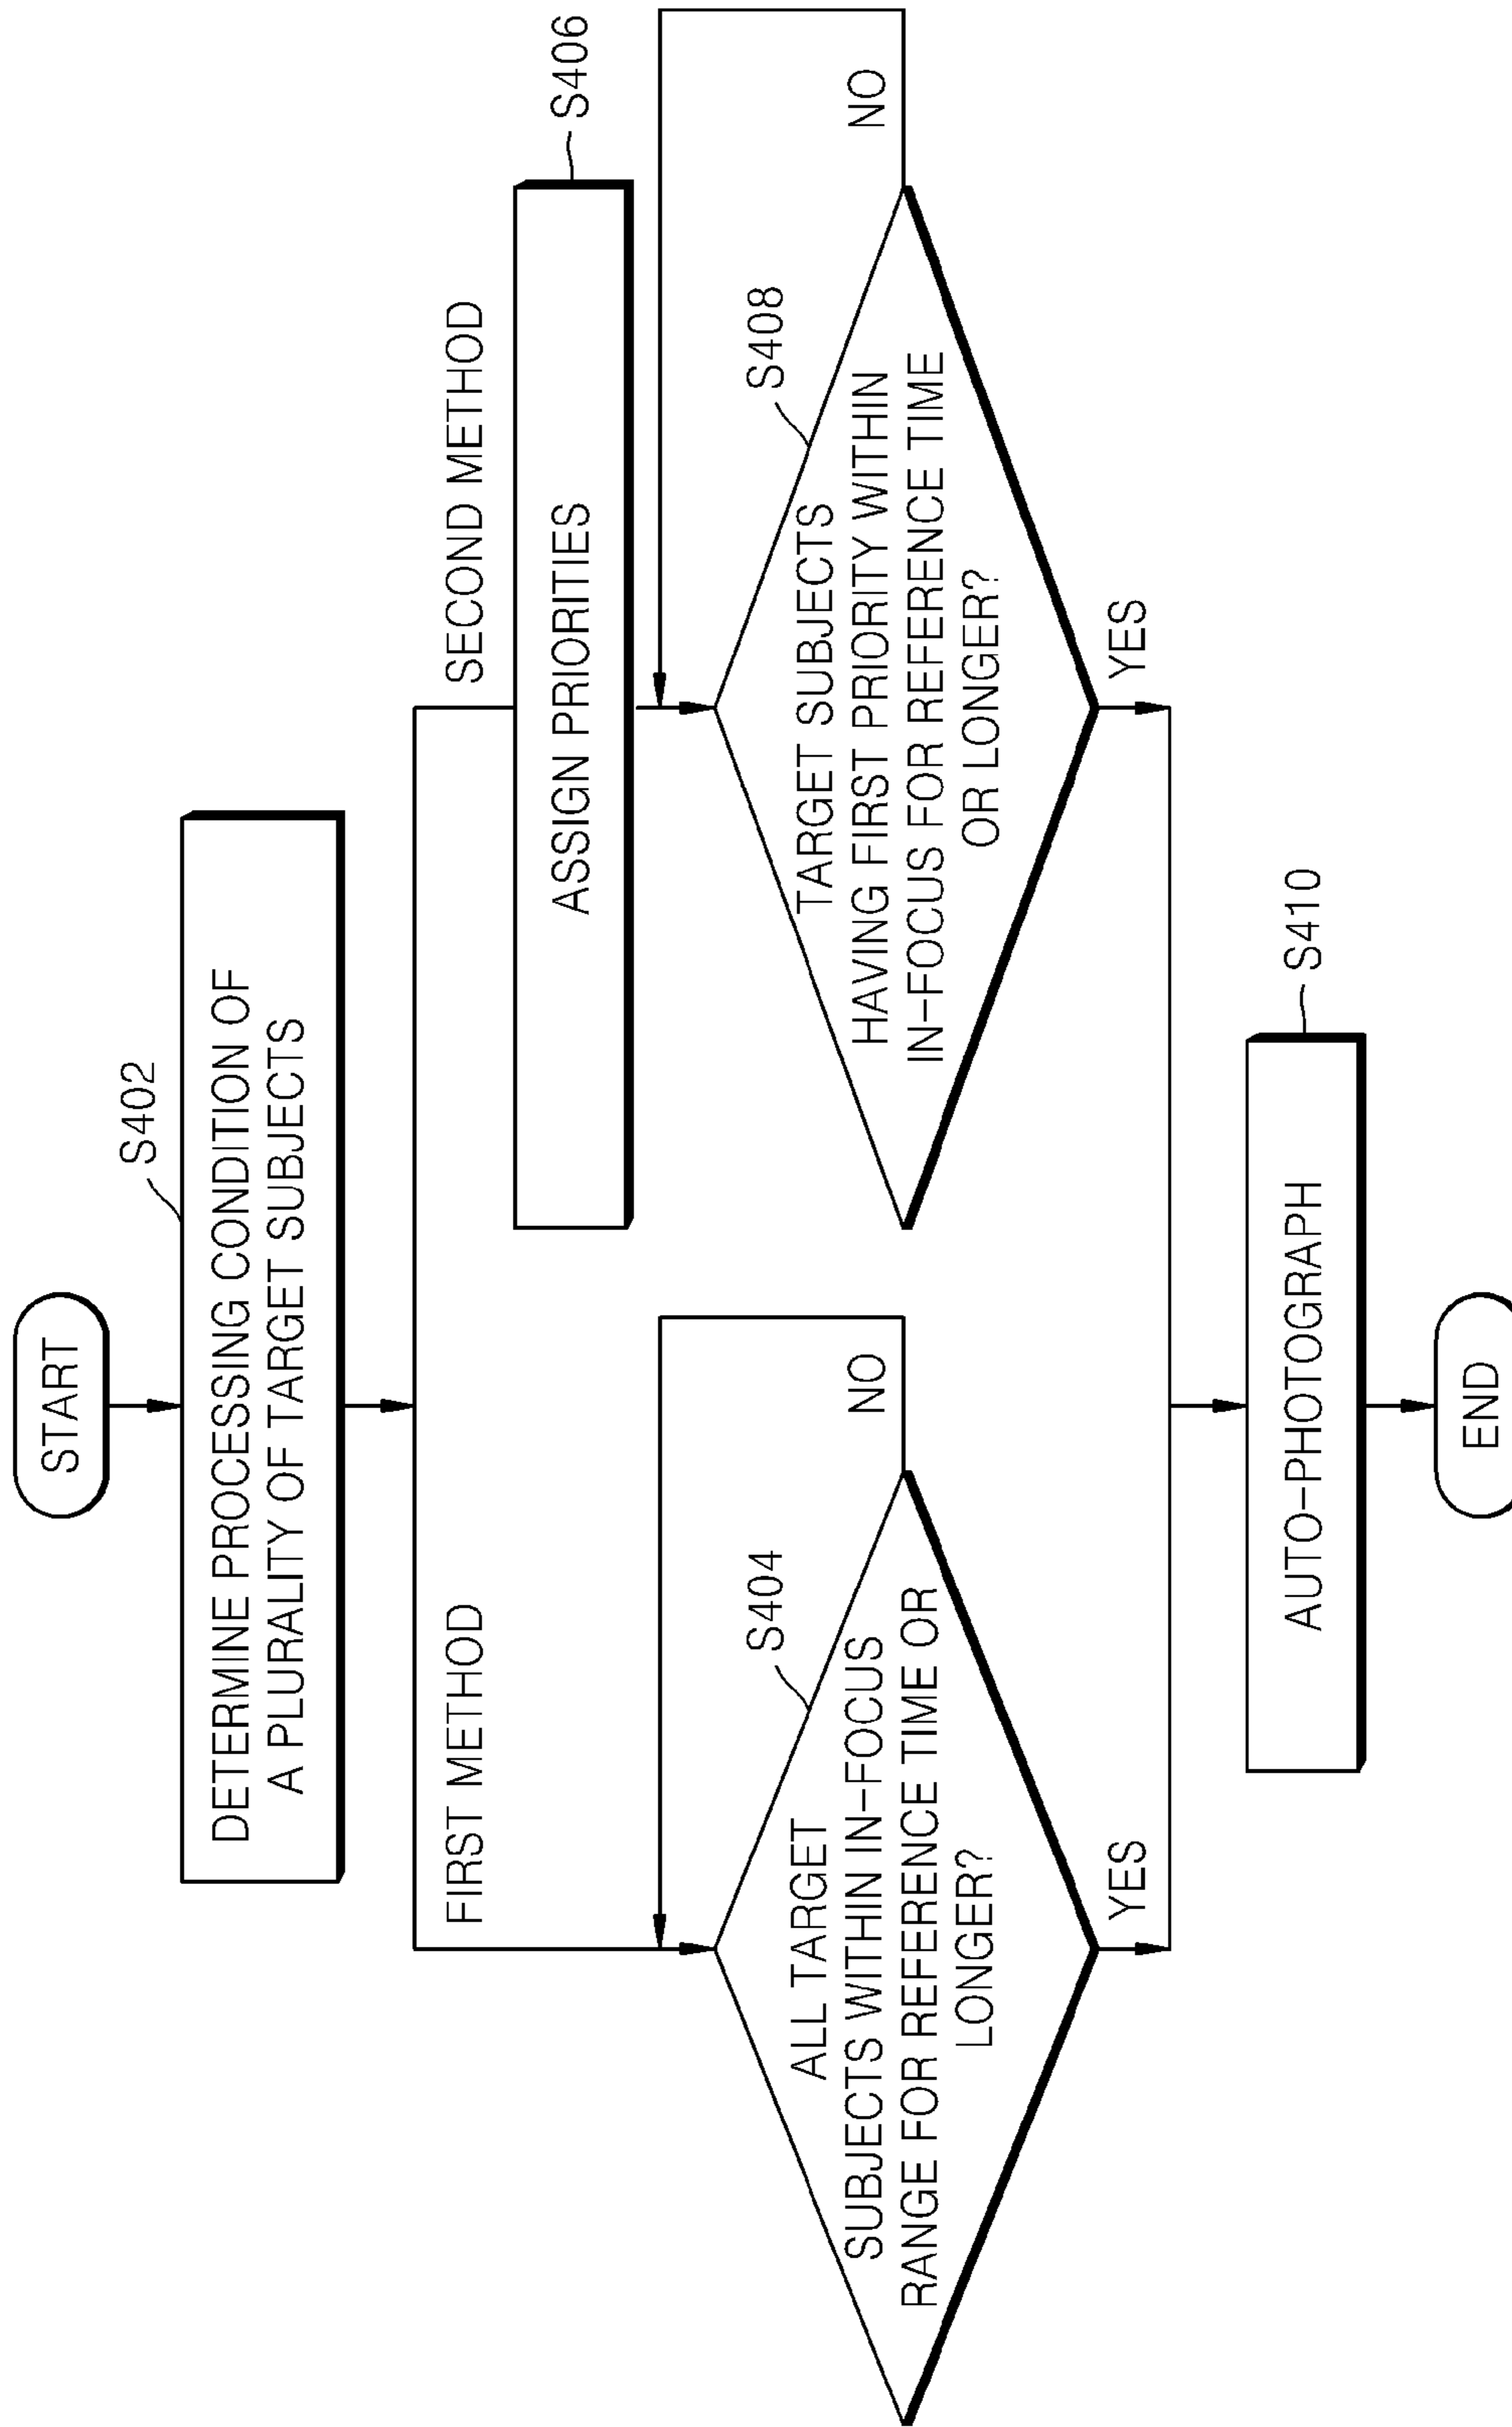 START
S402
DETERMINE PROCESSING CONDITION OF
A PLURALITY OF TARGET SUBJECTS
FIRST METHOD
SECOND METHOD
ASSIGN PRIORITIES
S406
S404
ALL TARGET
SUBJECTS WITHIN IN-FOCUS
RANGE FOR REFERENCE TIME OR
LONGER?
NO
YES
S408
TARGET SUBJECTS
HAVING FIRST PRIORITY WITHIN
IN-FOCUS FOR REFERENCE TIME
OR LONGER?
NO
YES
AUTO-PHOTOGRAPH
S410
END